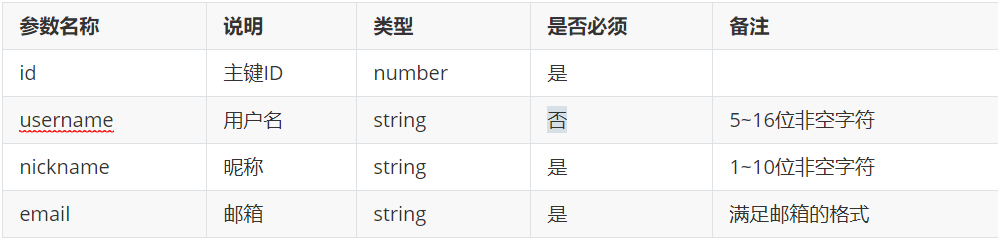 参数名称 说明 类型 是否必须 备注
id 主键ID number 是
username 用户名 string 否 5~16位非空字符
nickname 昵称 string 是 1~10位非空字符
email 邮箱 string 是 满足邮箱的格式